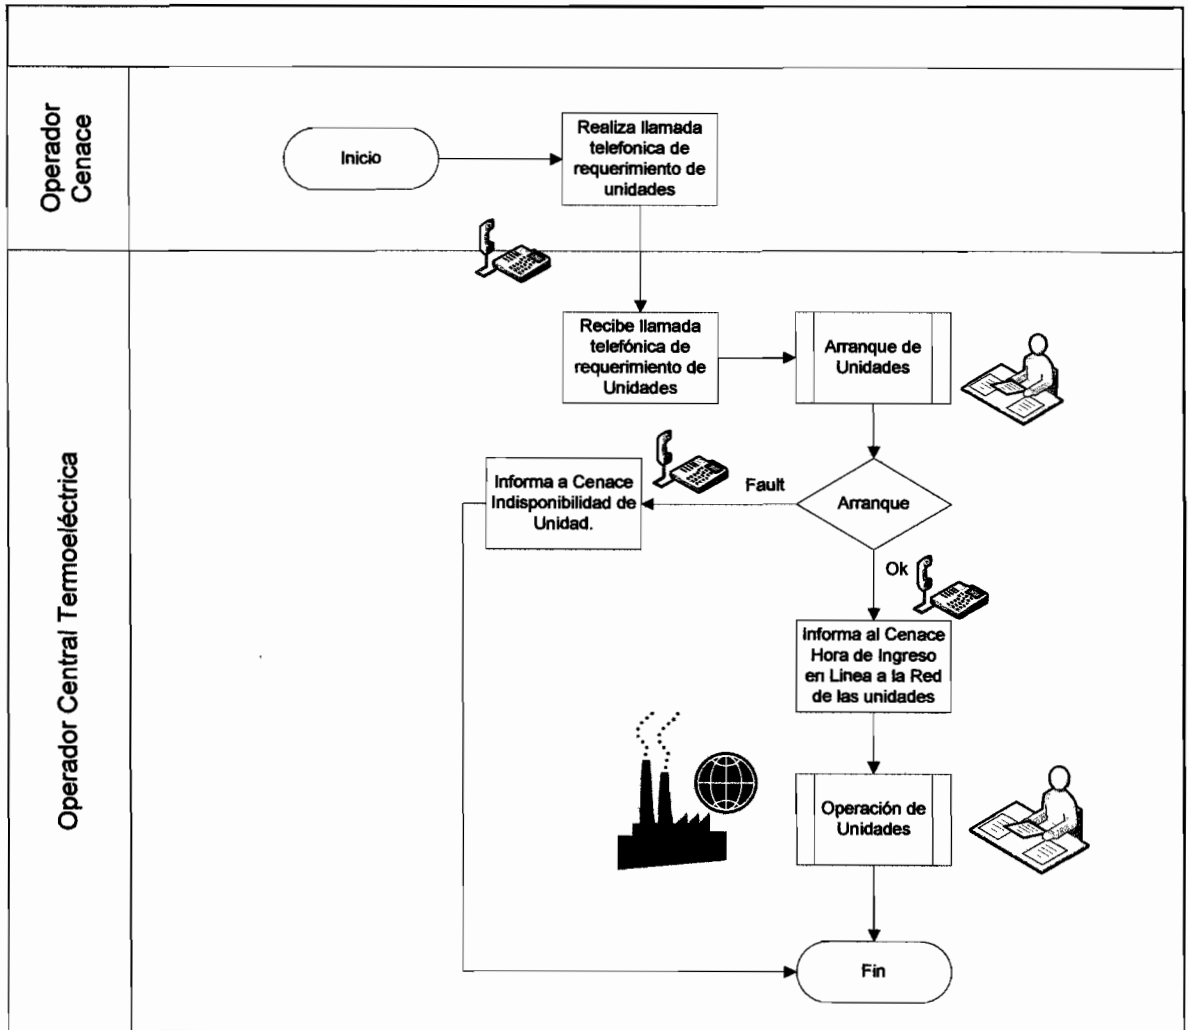 Operador
Cenace
Inicio
Realiza llamada
telefonica de
requerimiento de
unidades
Operador Central Termoeléctrica
Recibe llamada
telefónica de
requerimiento de
Unidades
Arranque de
Unidades
Informa a Cenace
Indisponibilidad de
Unidad.
Fault
Arranque
Ok
Informa al Cenace
Hora de Ingreso
en Linea a la Red
de las unidades
Operación de
Unidades
Fin